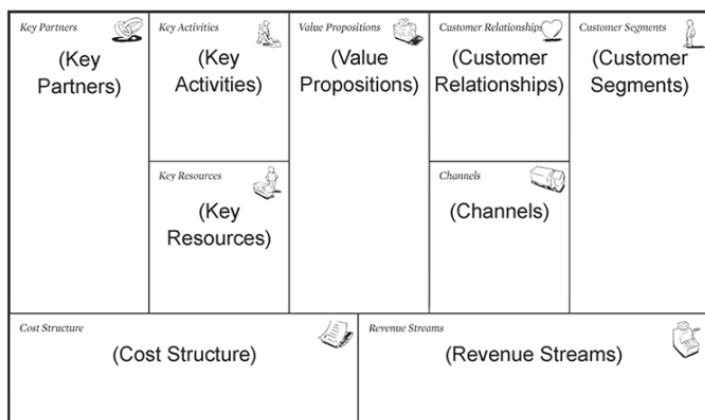 Key Partners
(Key
Partners)
Key Activities
(Key
Activities)
Key Resources
(Key
Resources)
Value Propositions
(Value
Propositions)
Customer Relationships
(Customer
Relationships)
Channels
(Channels)
Customer Segments
(Customer
Segments)
Cost Structure
(Cost Structure)
Revenue Streams
(Revenue Streams)